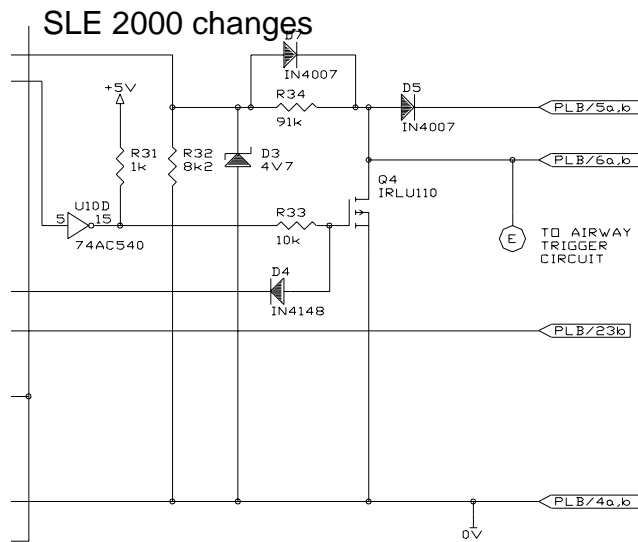 SLE 2000 changes
D7
IN4007
+5V
R34
91k
D5
IN4007
PLB/5a,b
R31
1k
R32
8k2
D3
4V7
PLB/6a,b
Q4
IRLU110
U10D
5
15
74AC540
R33
10k
E
TO AIRWAY
TRIGGER
CIRCUIT
D4
IN4148
PLB/23b
PLB/4a,b
0V